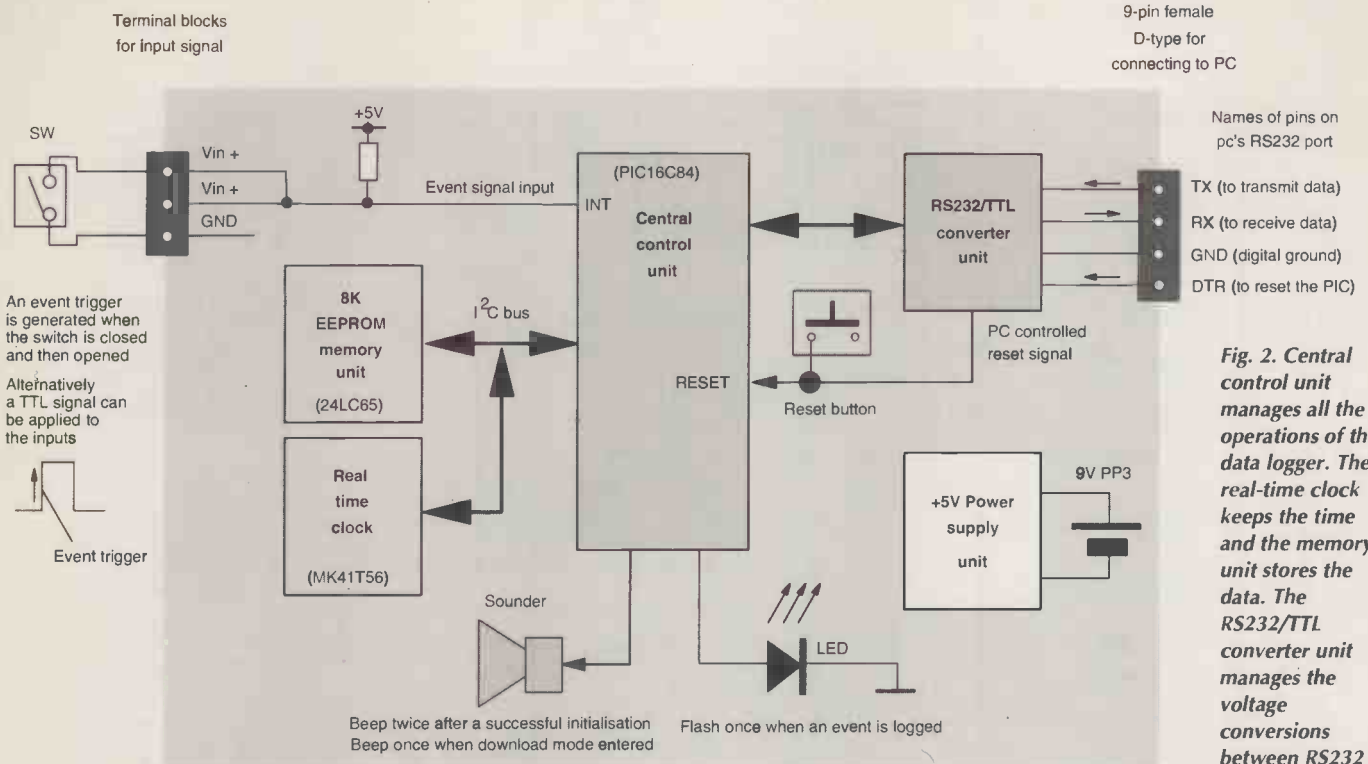 Terminal blocks
for input signal
9-pin female
D-type for
connecting to PC
Names of pins on
pc's RS232 port
SW
Vin +
Vin +
GND
+5V
Event signal input
INT
(PIC16C84)
Central
control
unit
RESET
RS232/TTL
converter
unit
TX (to transmit data)
RX (to receive data)
GND (digital ground)
DTR (to reset the PIC)
An event trigger
is generated when
the switch is closed
and then opened
Alternatively
a TTL signal can
be applied to
the inputs
Event trigger
8K
EEPROM
memory
unit
(24LC65)
I²C bus
Real
time
clock
(MK41T56)
PC controlled
reset signal
Reset button
+5V Power
supply
unit
9V PP3
Sounder
LED
Beep twice after a successful initialisation
Beep once when download mode entered
Flash once when an event is logged
Fig. 2. Central
control unit
manages all the
operations of th
data logger. The
real-time clock
keeps the time
and the memory
unit stores the
data. The
RS232/TTL
converter unit
manages the
voltage
conversions
between RS232